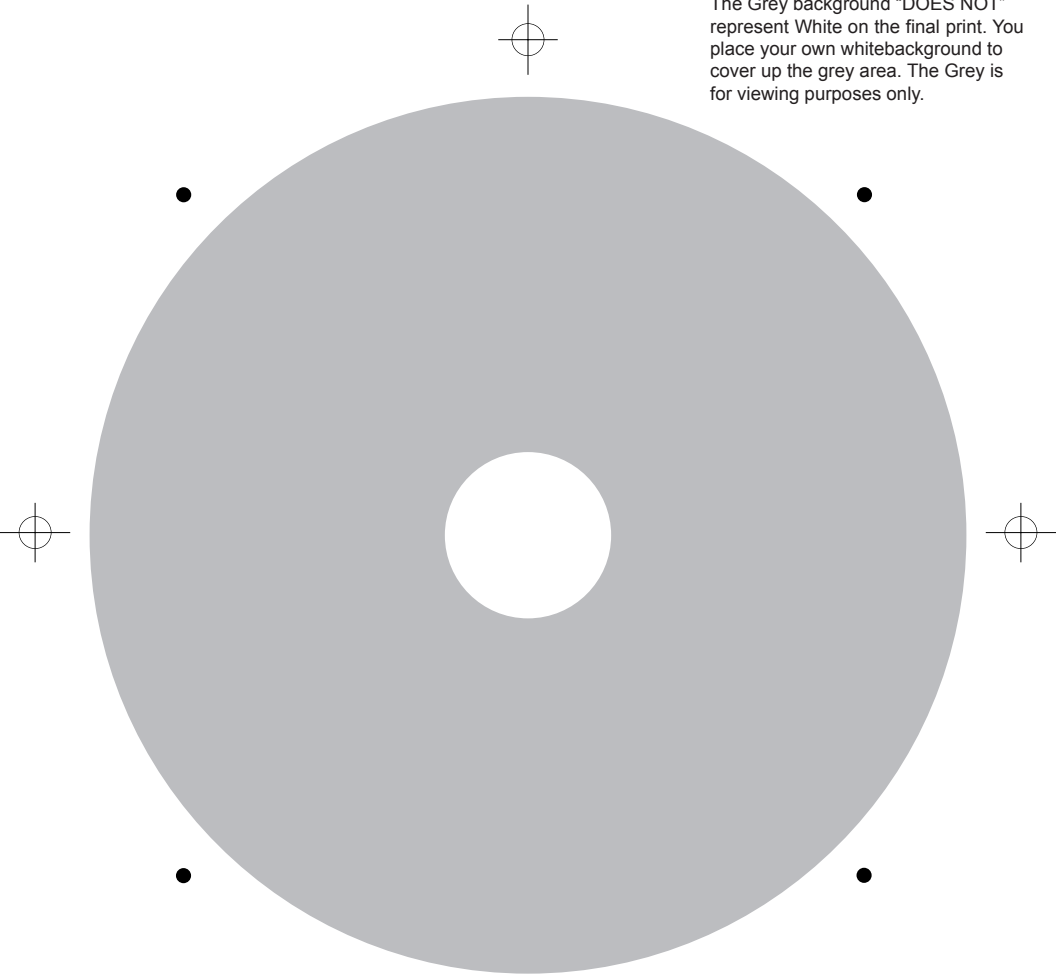 The Grey background “DOES NOT”
represent White on the final print. You
place your own whitebackground to
cover up the grey area. The Grey is
for viewing purposes only.